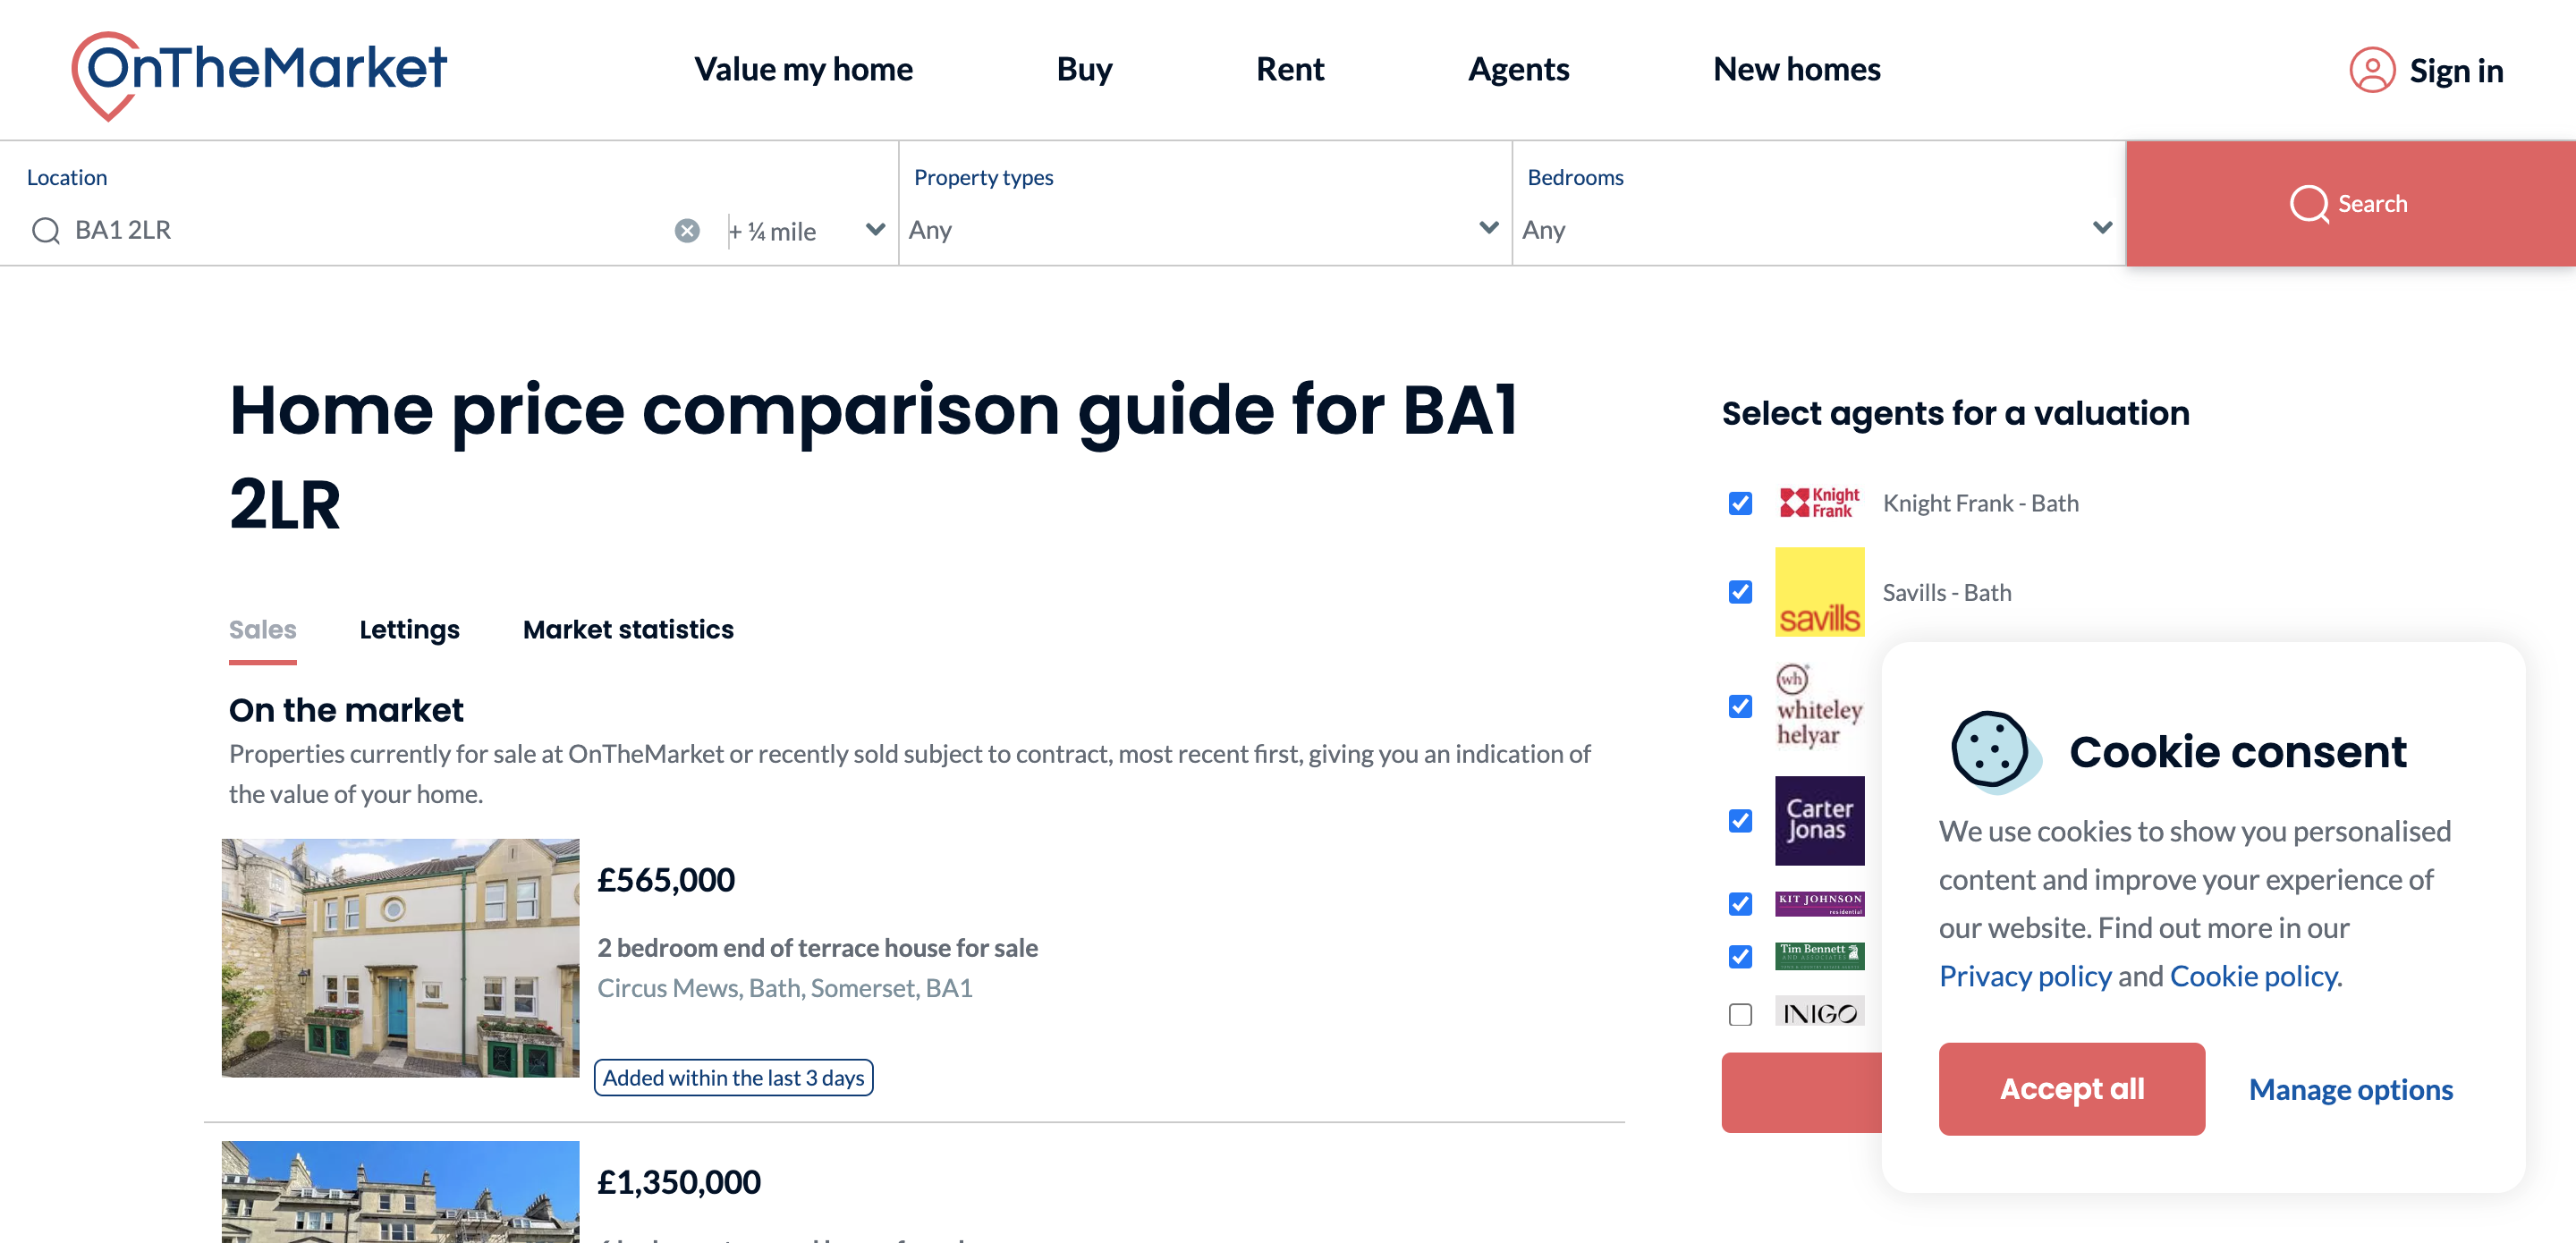 OnTheMarket
Value my home
Buy
Rent
Agents
New homes
Sign in
Location
BA1 2LR
+ ¼ mile
Property types
Any
Bedrooms
Any
Search
Home price comparison guide for BA1
2LR
Sales
Lettings
Market statistics
On the market
Properties currently for sale at OnTheMarket or recently sold subject to contract, most recent first, giving you an indication of
the value of your home.
£565,000
2 bedroom end of terrace house for sale
Circus Mews, Bath, Somerset, BA1
Added within the last 3 days
£1,350,000
Select agents for a valuation
Knight
Frank
Knight Frank - Bath
savills
Savills - Bath
wh
whiteley
helyar
Carter
Jonas
KIT JOHNSON
residential
Tim Bennett
AND ASSOCIATES
INIGO
Cookie consent
We use cookies to show you personalised
content and improve your experience of
our website. Find out more in our
Privacy policy and Cookie policy.
Accept all
Manage options